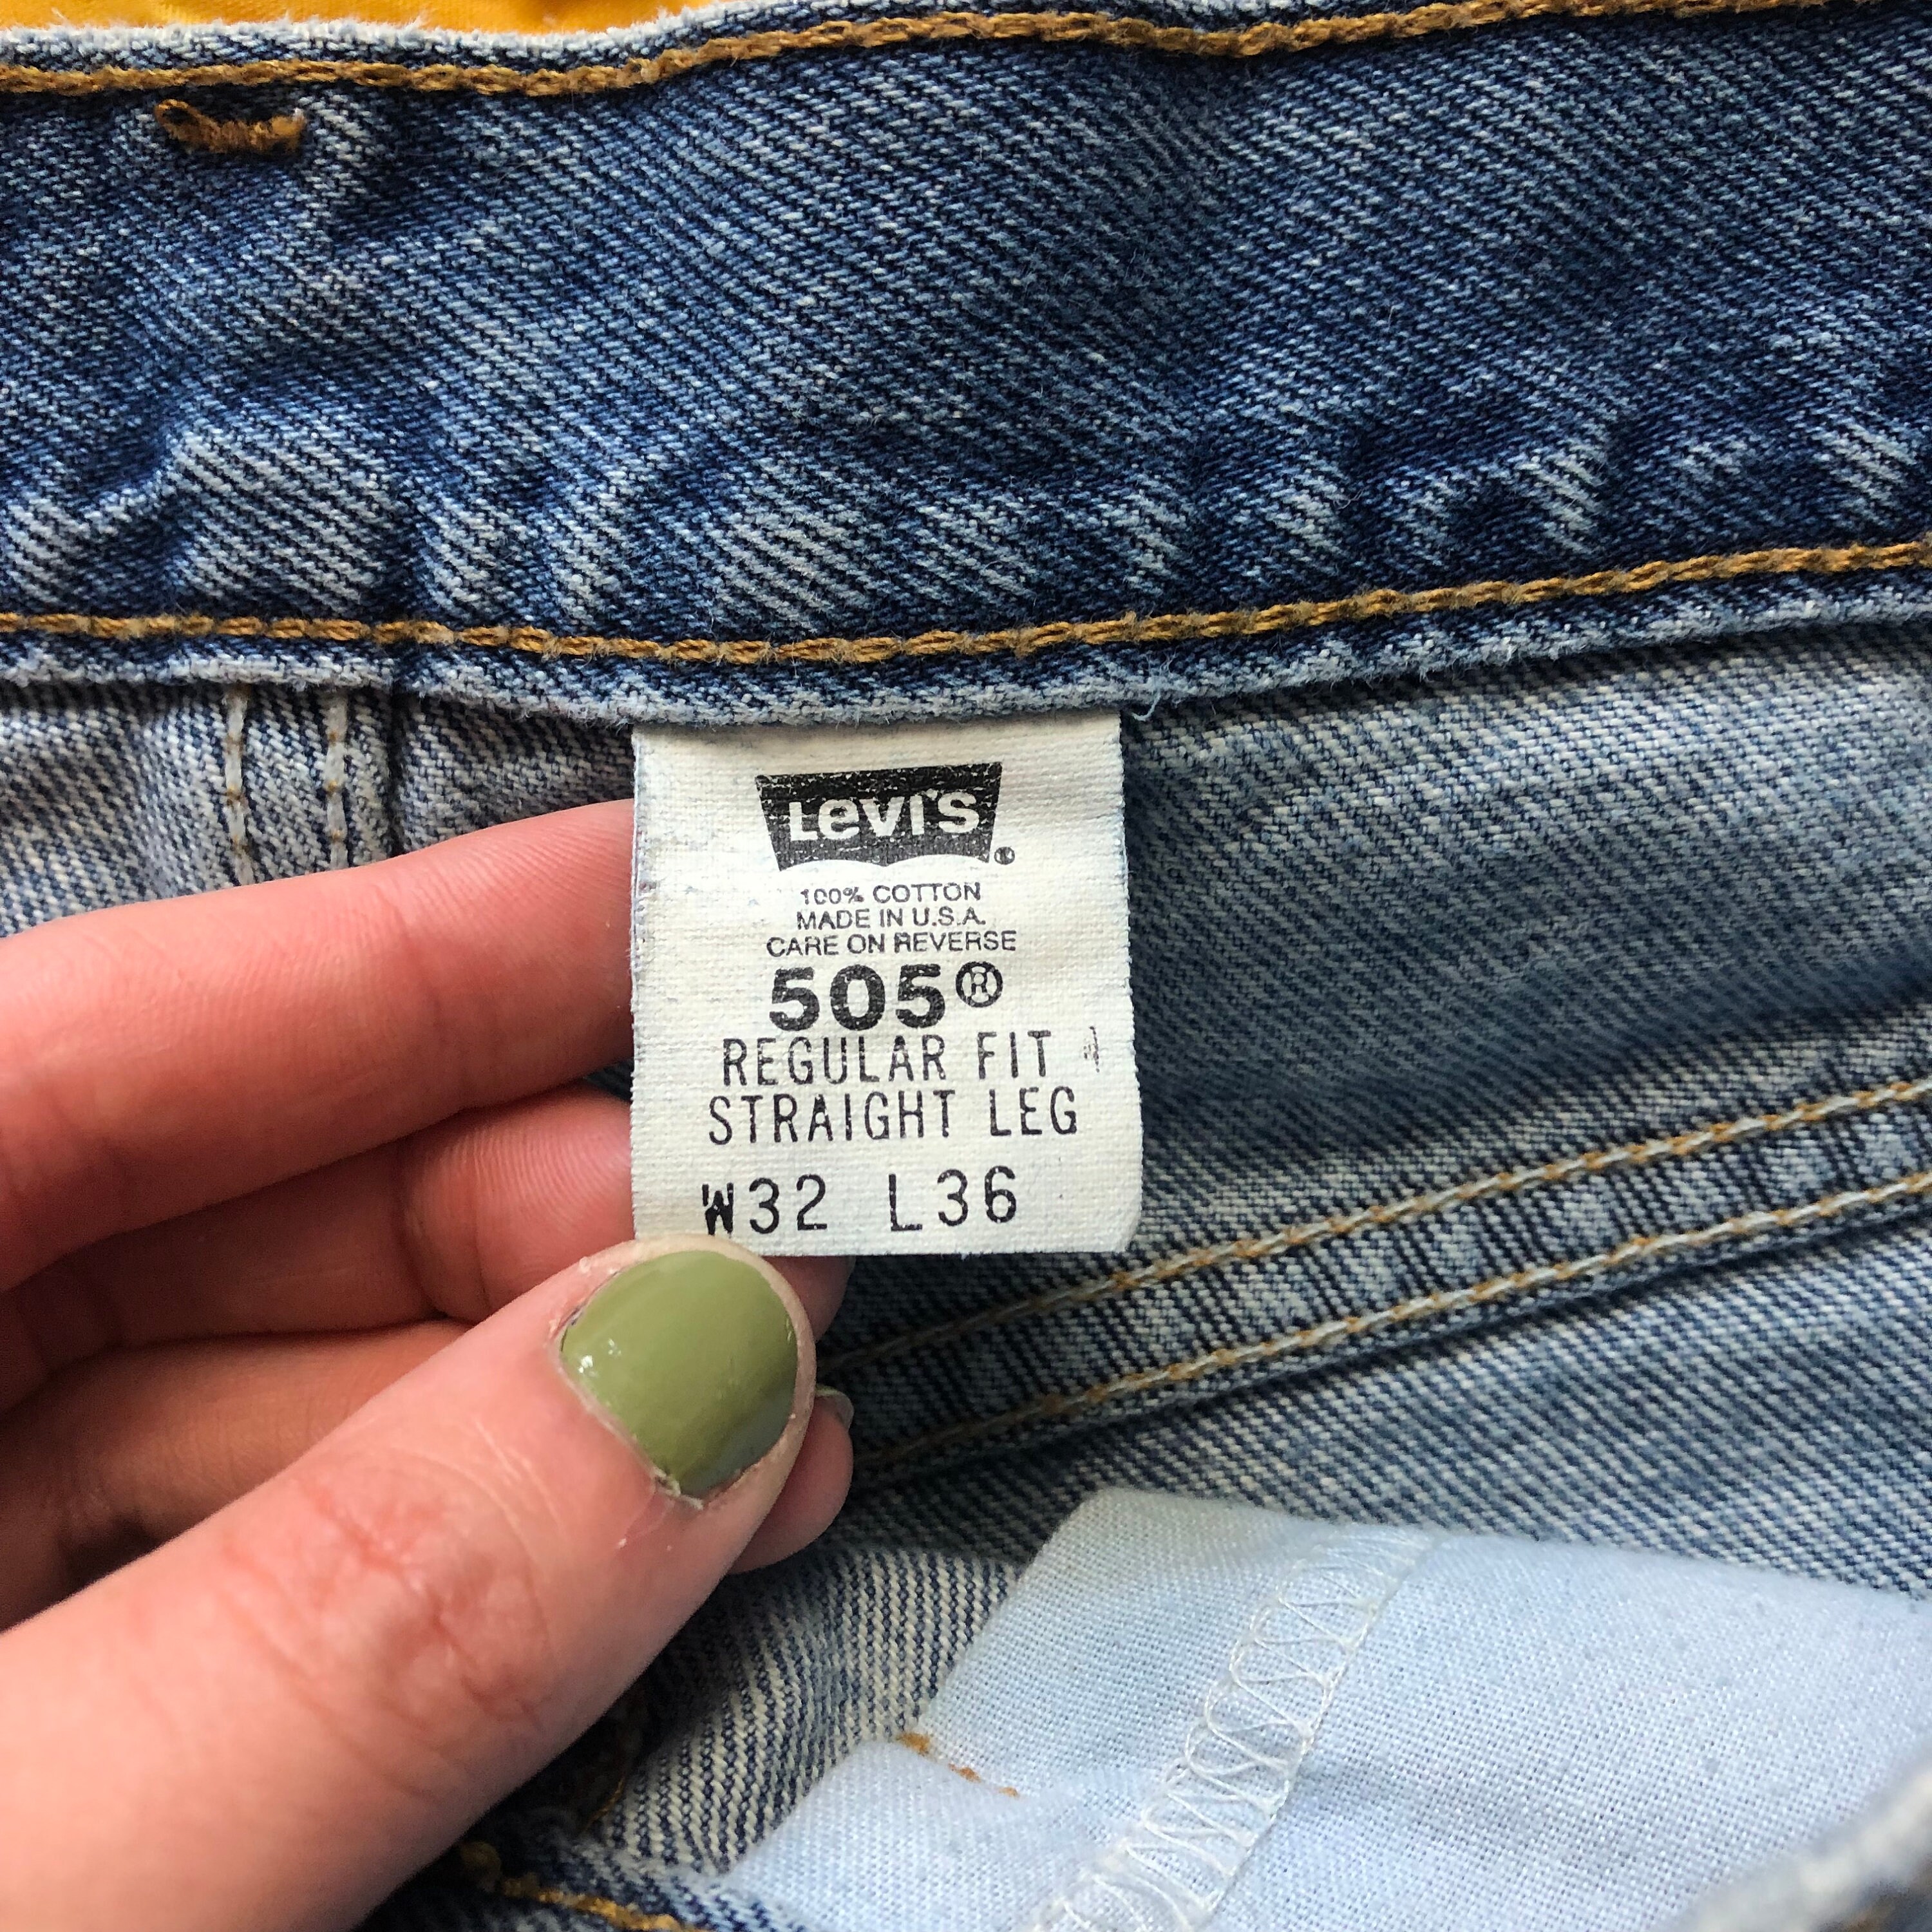 Levi's®
100% COTTON
MADE IN U.S.A.
CARE ON REVERSE
505®
REGULAR FIT
STRAIGHT LEG
W32 L36